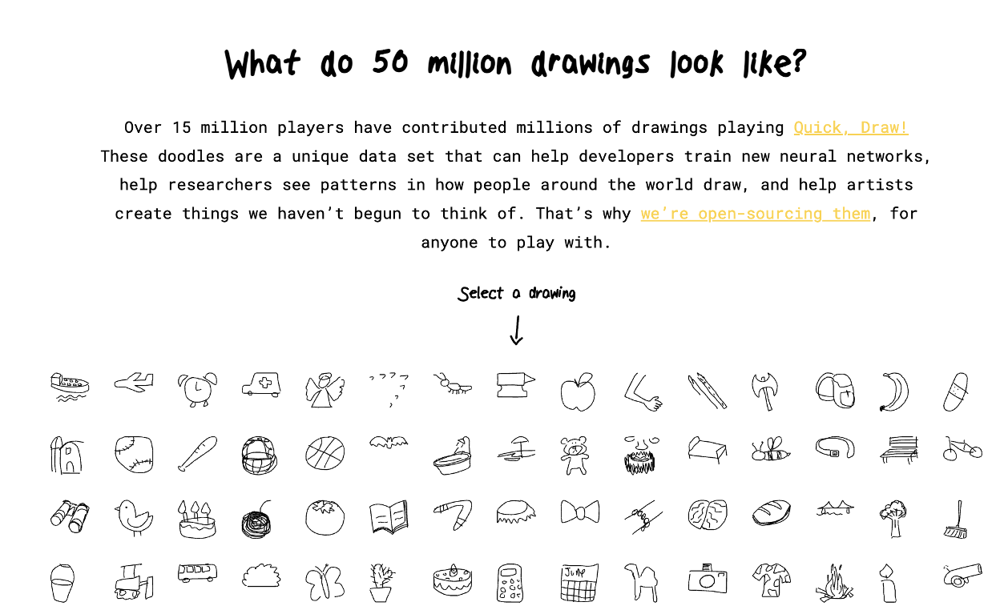 What do 50 million drawings look like?
Over 15 million players have contributed millions of drawings playing Quick, Draw!
These doodles are a unique data set that can help developers train new neural networks,
help researchers see patterns in how people around the world draw, and help artists
create things we haven’t begun to think of. That’s why we’re open-sourcing them, for
anyone to play with.
Select a drawing
June